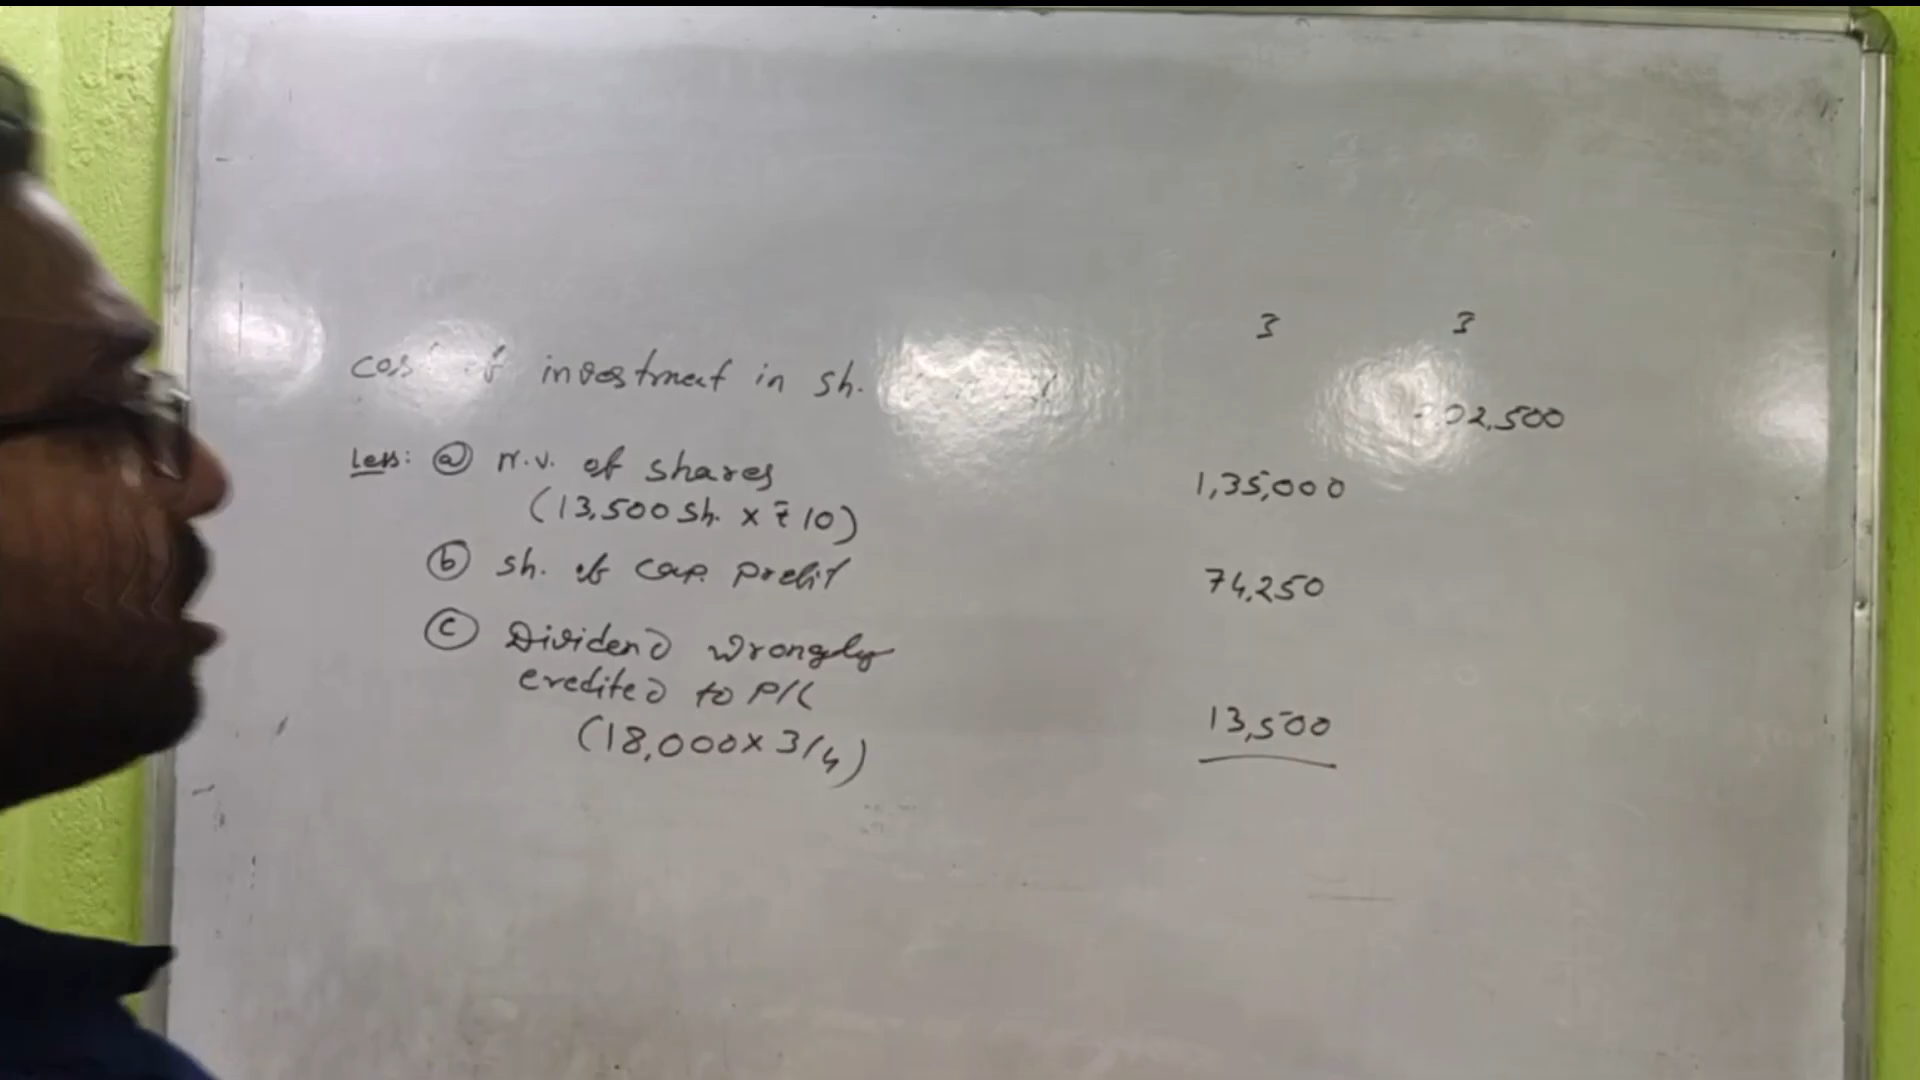 ₹ ₹
cost of investment in sh.
02,500
Less: (a) N.V. of shares 1,35,000
(13,500 sh. × ₹ 10)
(b) sh. of cap. profit 74,250
(c) Dividend wrongly
credited to P/L 13,500
(18,000 × 3/4)